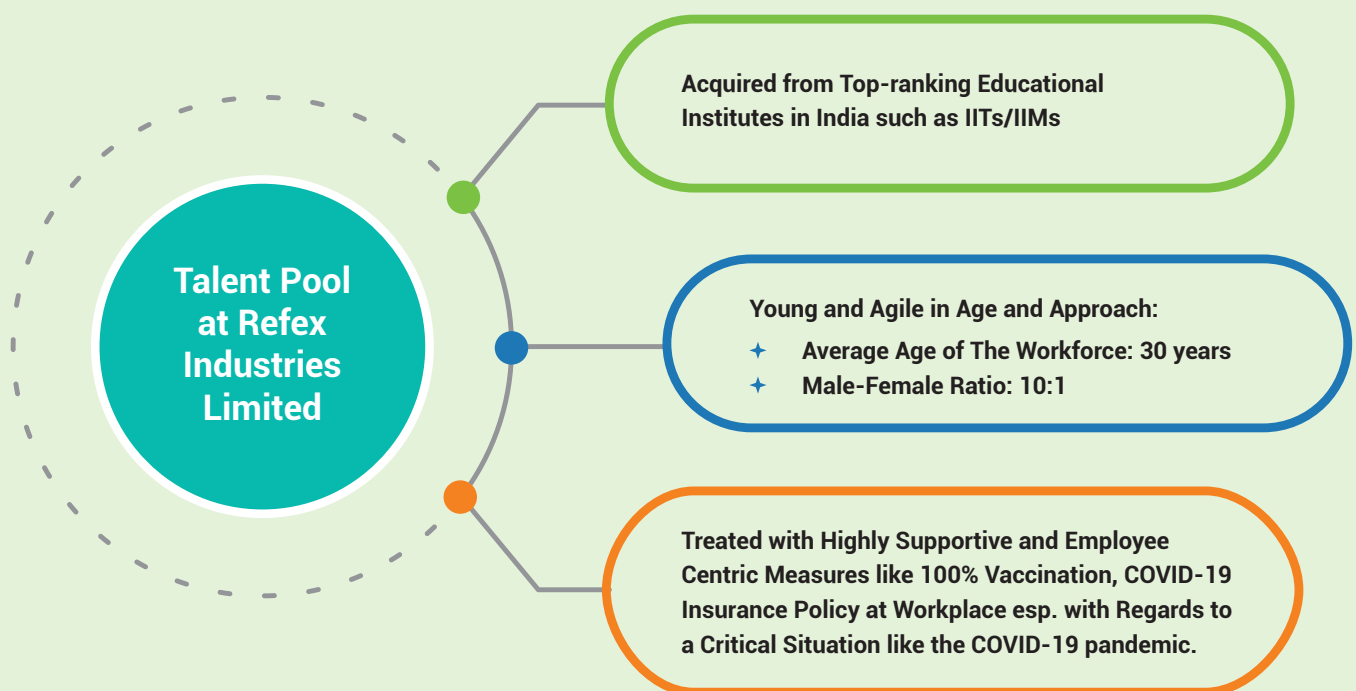 Talent Pool
at Refex
Industries
Limited
Acquired from Top-ranking Educational
Institutes in India such as IITs/IIMs
Young and Agile in Age and Approach:
Average Age of The Workforce: 30 years
Male-Female Ratio: 10:1
Treated with Highly Supportive and Employee
Centric Measures like 100% Vaccination, COVID-19
Insurance Policy at Workplace esp. with Regards to
a Critical Situation like the COVID-19 pandemic.